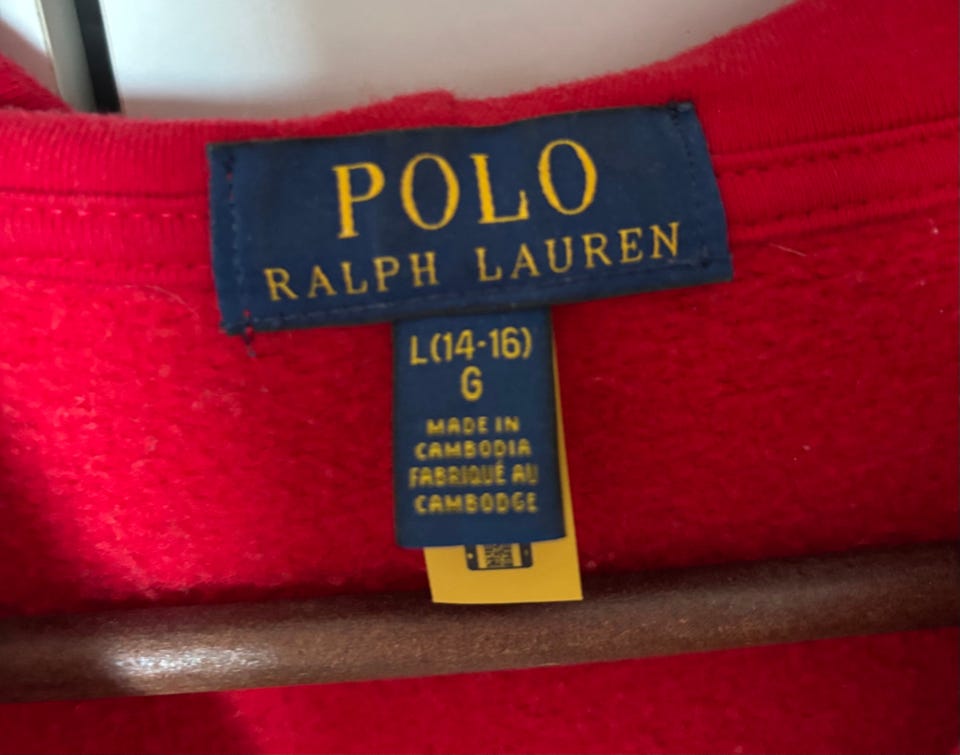 POLO
RALPH LAUREN
L(14-16)
G
MADE IN
CAMBODIA
FABRIQUÉ AU
CAMBODGE